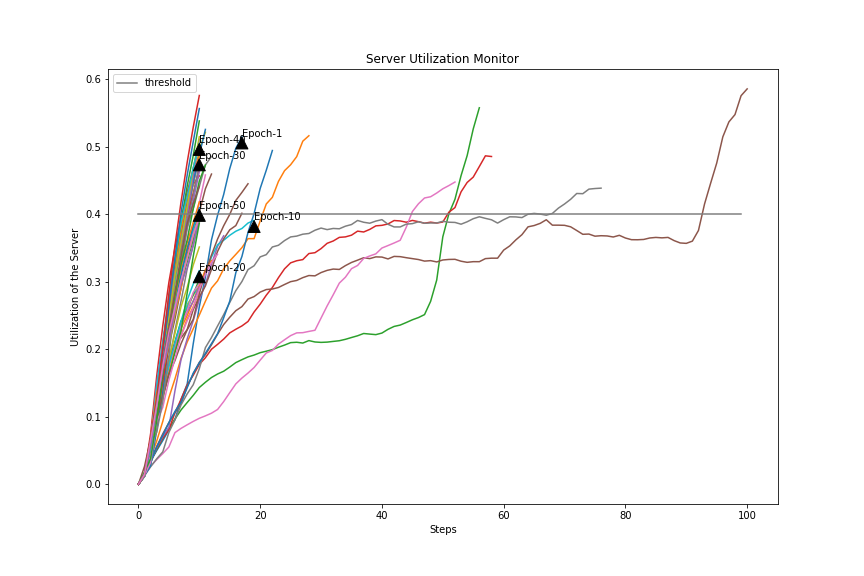 Server Utilization Monitor
threshold
0.6
0.5
0.4
0.3
0.2
0.1
0.0
Utilization of the Server
Epoch-1
Epoch-40
Epoch-30
Epoch-50
Epoch-10
Epoch-20
0
20
40
60
80
100
Steps